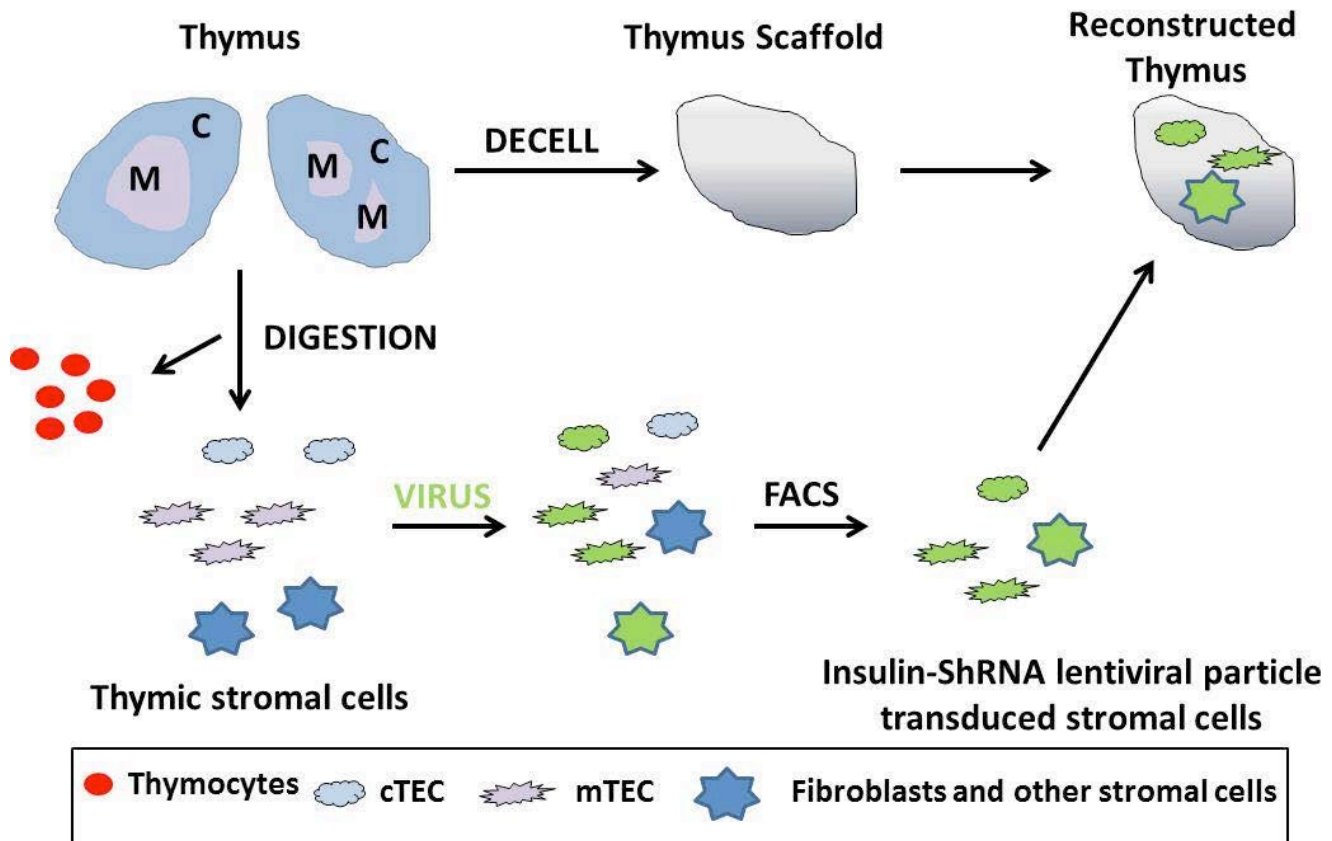 Thymus
Thymus Scaffold
Reconstructed
Thymus
C
M
M
C
M
DECELL
DIGESTION
VIRUS
FACS
Thymic stromal cells
Insulin-ShRNA lentiviral particle
transduced stromal cells
Thymocytes
cTEC
mTEC
Fibroblasts and other stromal cells